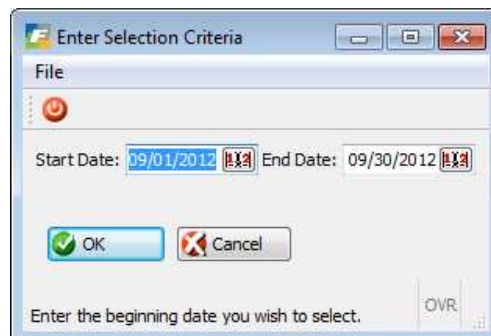 Enter Selection Criteria
File
Start Date: 09/01/2012 End Date: 09/30/2012
OK Cancel
Enter the beginning date you wish to select. OVR